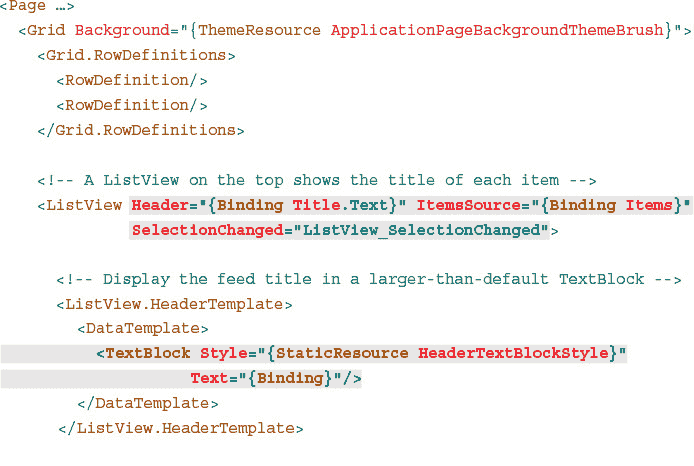 <Page …>
<Grid Background="{ThemeResource ApplicationPageBackgroundThemeBrush}">
<Grid.RowDefinitions>
<RowDefinition/>
<RowDefinition/>
</Grid.RowDefinitions>
<!-- A ListView on the top shows the title of each item -->
<ListView Header="{Binding Title.Text}" ItemsSource="{Binding Items}"
SelectionChanged="ListView_SelectionChanged">
<!-- Display the feed title in a larger-than-default TextBlock -->
<ListView.HeaderTemplate>
<DataTemplate>
<TextBlock Style="{StaticResource HeaderTextBlockStyle}"
Text="{Binding}"/>
</DataTemplate>
</ListView.HeaderTemplate>